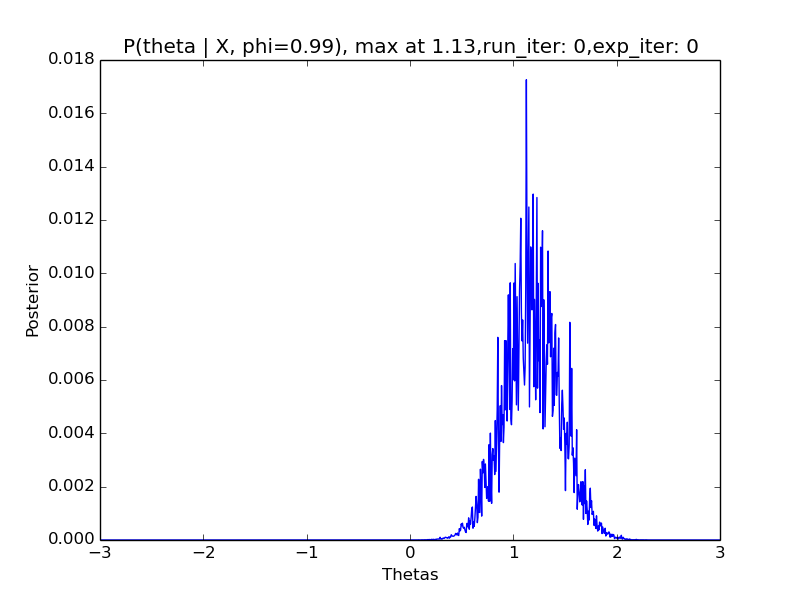 P(theta | X, phi=0.99), max at 1.13,run_iter: 0,exp_iter: 0
0.018
0.016
0.014
0.012
0.010
0.008
0.006
0.004
0.002
0.000
Posterior
−3 −2 −1 0 1 2 3
Thetas